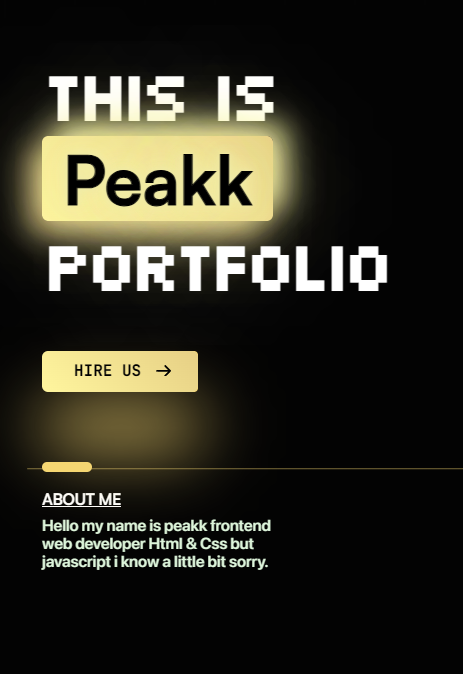 THIS IS
Peakk
PORTFOLIO
HIRE US →
ABOUT ME
Hello my name is peakk frontend
web developer Html & Css but
javascript i know a little bit sorry.